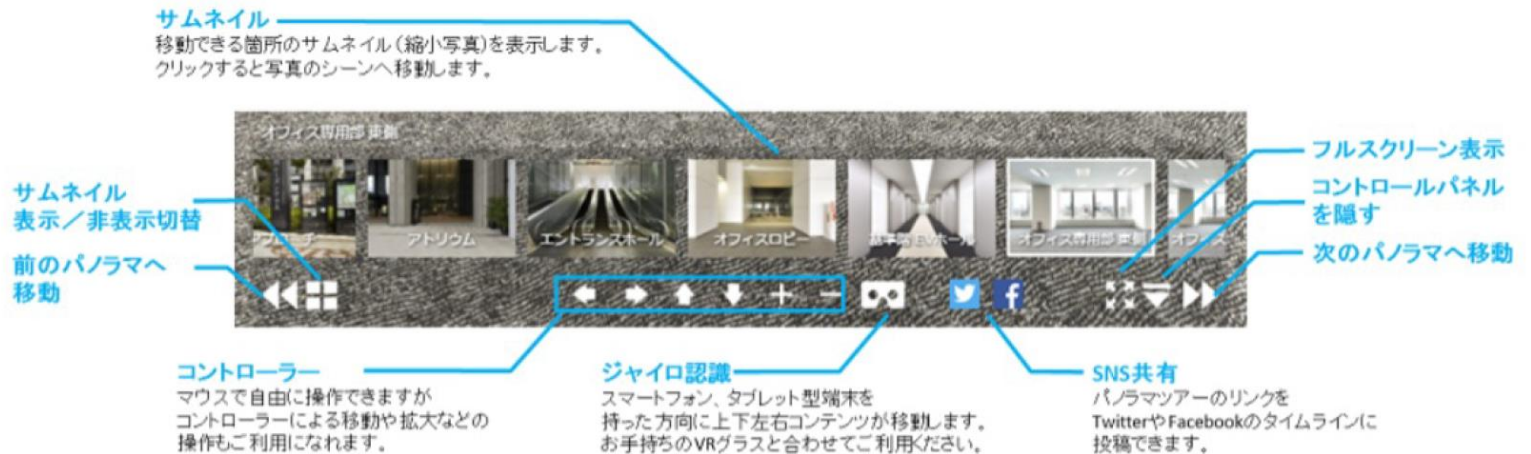 サムネイル
移動できる箇所のサムネイル（縮小写真）を表示します。
クリックすると写真のシーンへ移動します。
オフィス専用部 東側
アトリウム
エントランスホール
オフィスロビー
基準階 EVホール
オフィス専用部 東側
オフィス
サムネイル
表示／非表示切替
前のパノラマへ
移動
フルスクリーン表示
コントロールパネル
を隠す
次のパノラマへ移動
コントローラー
マウスで自由に操作できますが
コントローラーによる移動や拡大などの
操作もご利用になれます。
ジャイロ認識
スマートフォン、タブレット型端末を
持った方向に上下左右コンテンツが移動します。
お手持ちのVRグラスと合わせてご利用ください。
SNS共有
パノラマツアーのリンクを
TwitterやFacebookのタイムラインに
投稿できます。